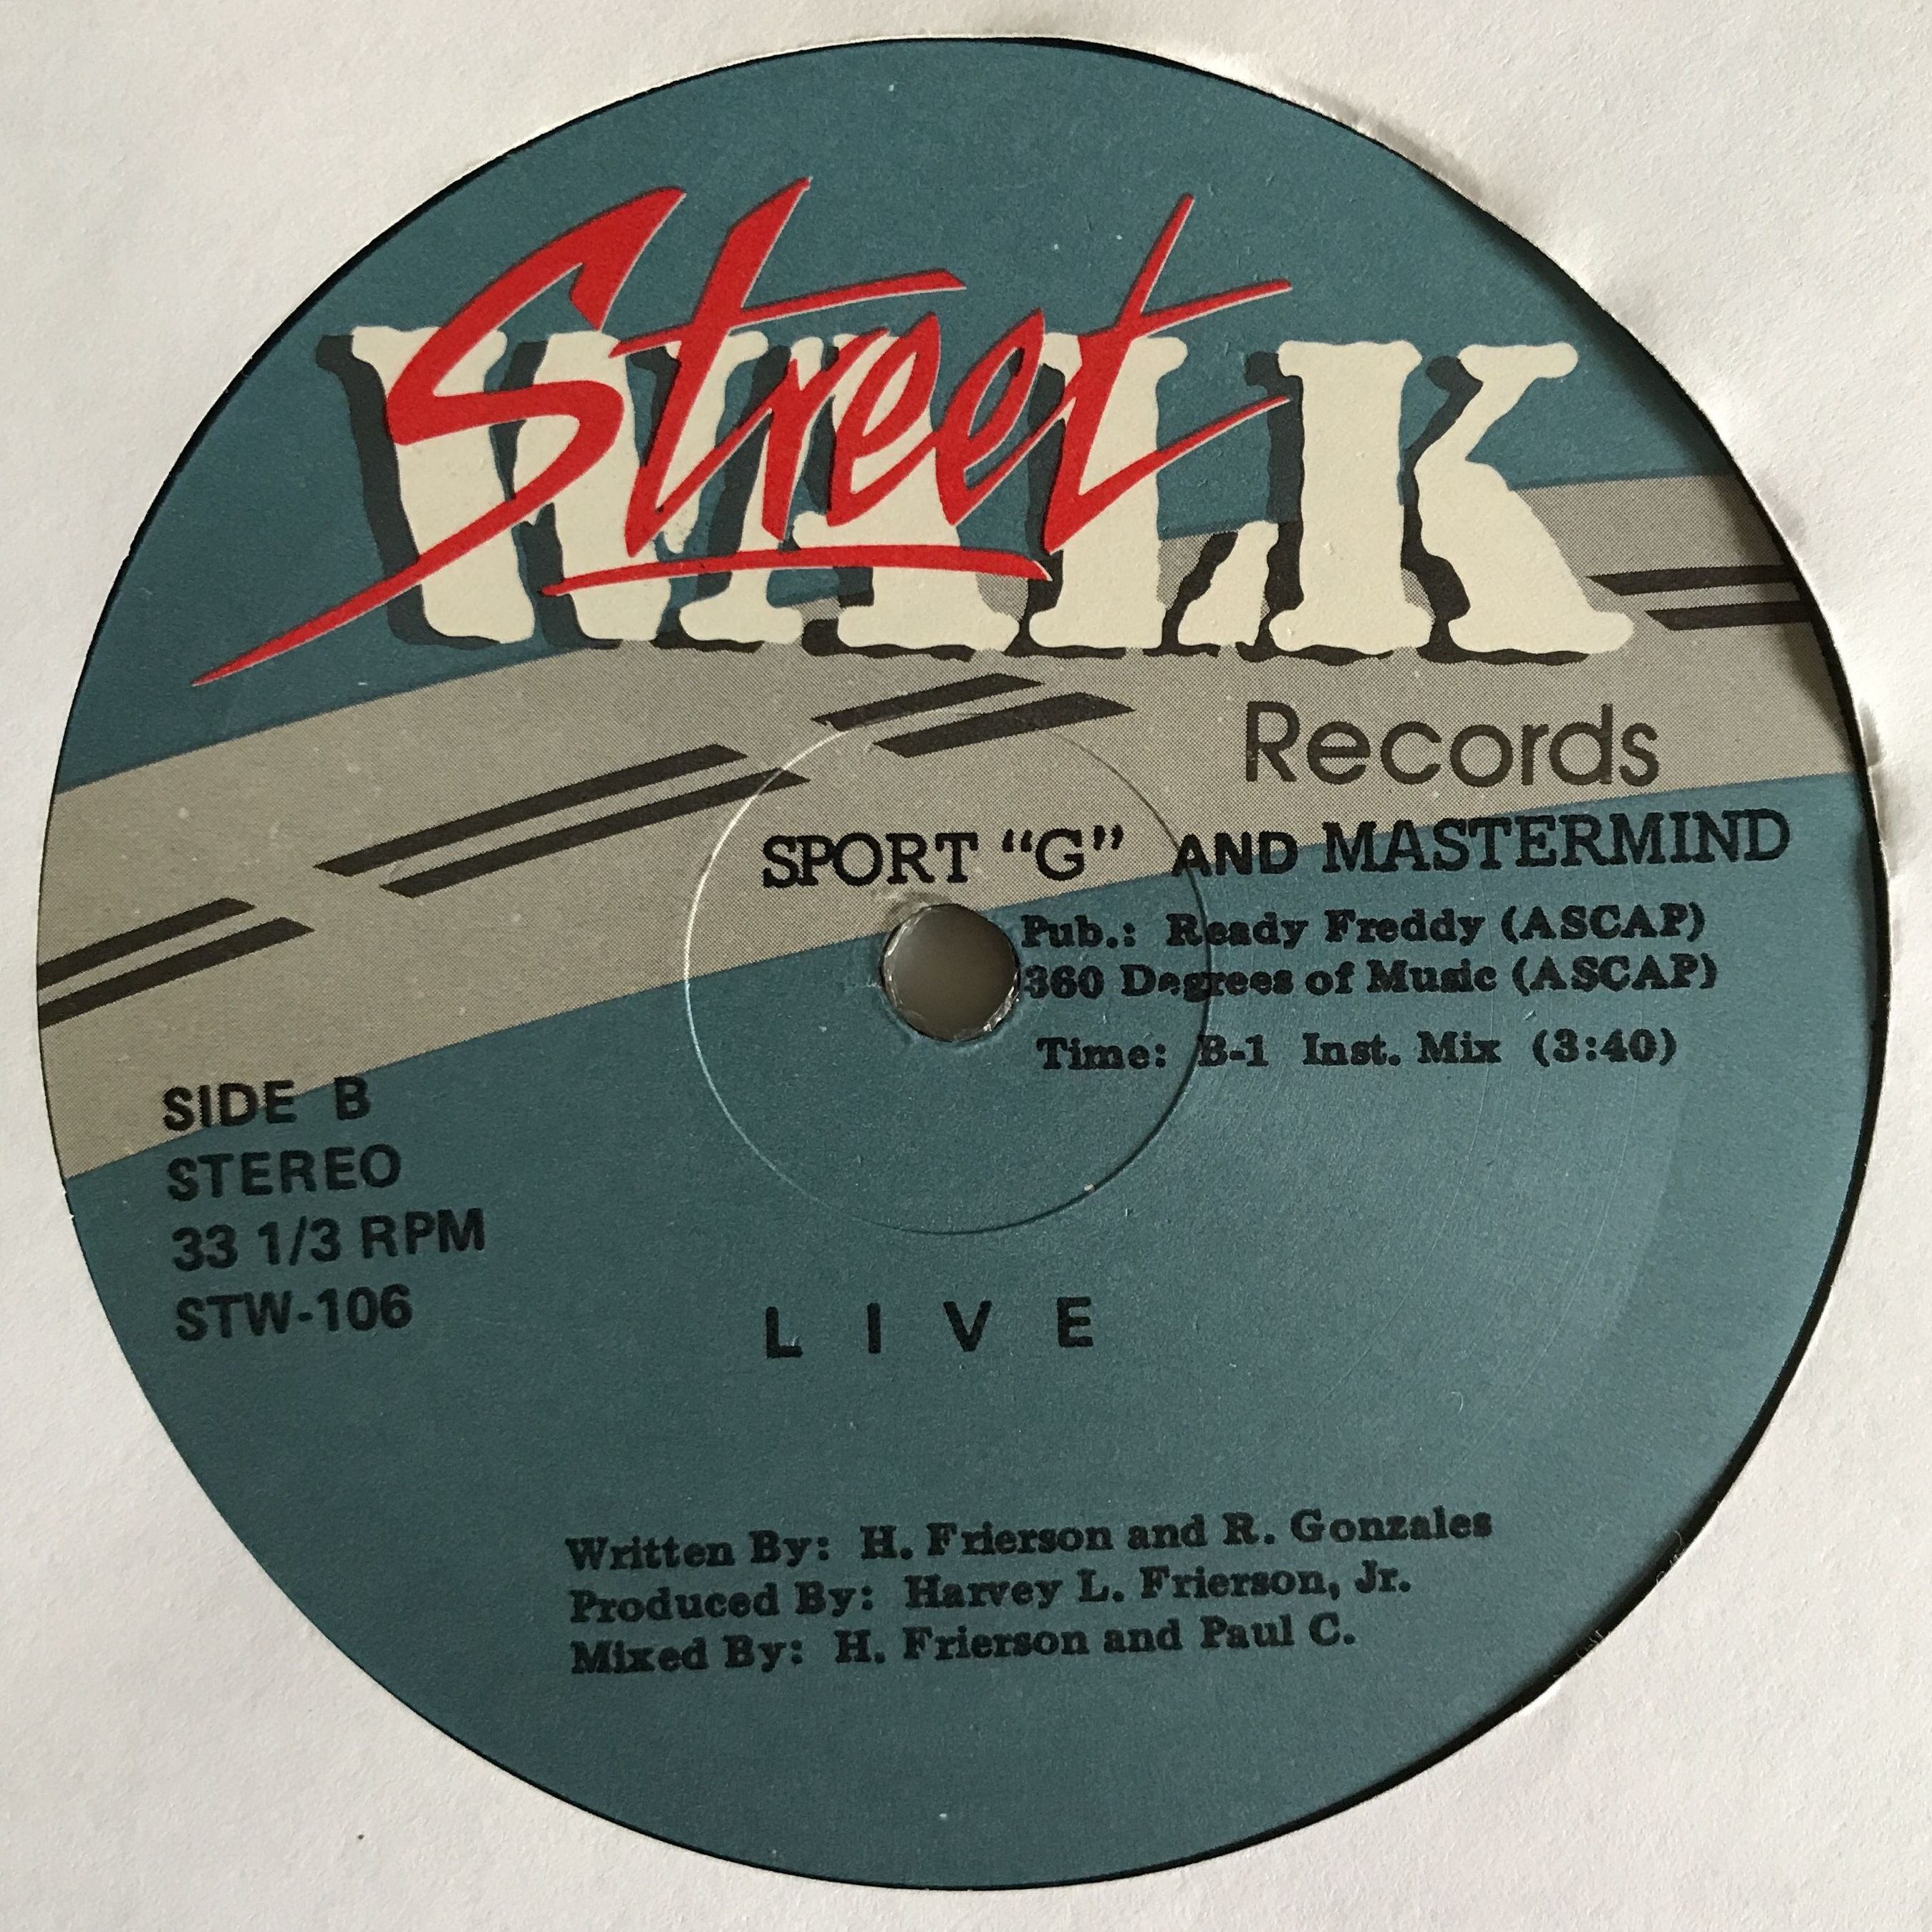 Street
WALK
Records
SPORT “G” AND MASTERMIND
Pub.: Ready Freddy (ASCAP)
360 Degrees of Music (ASCAP)
Time: B-1 Inst. Mix (3:40)
SIDE B
STEREO
33 1/3 RPM
STW-106
LIVE
Written By: H. Frierson and R. Gonzales
Produced By: Harvey L. Frierson, Jr.
Mixed By: H. Frierson and Paul C.